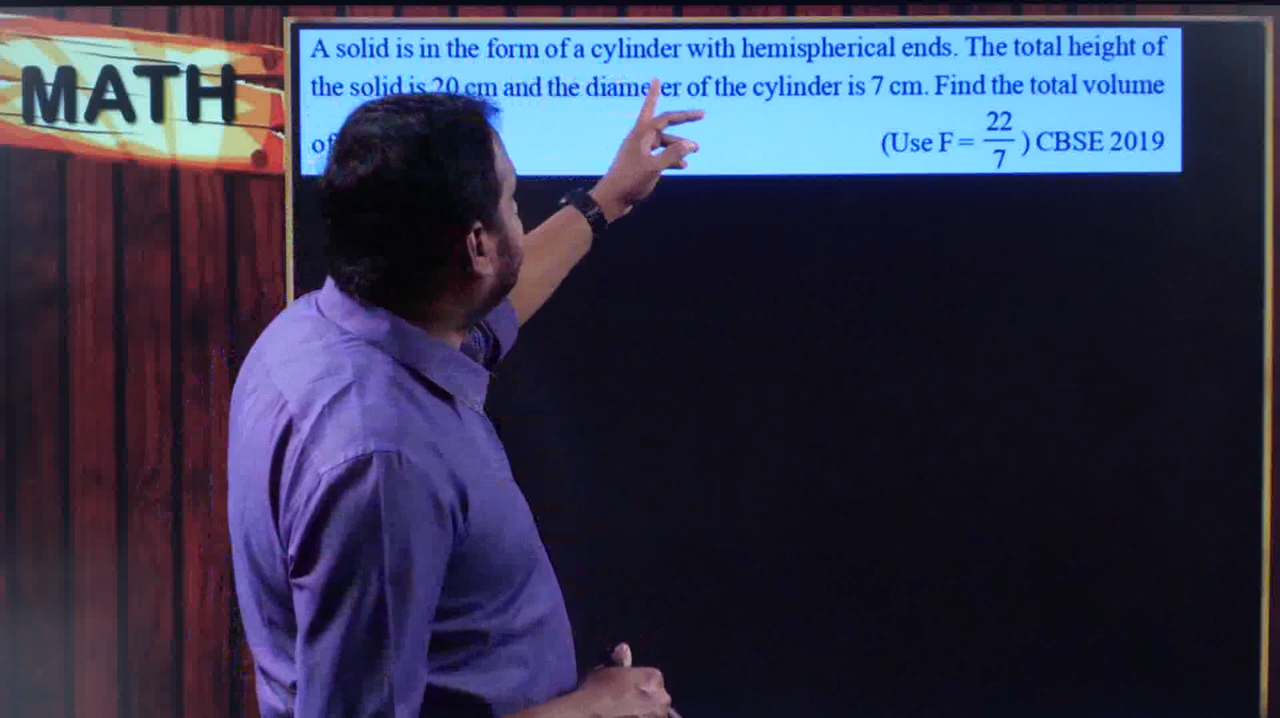 MATH
A solid is in the form of a cylinder with hemispherical ends. The total height of
the solid is 20 cm and the diameter of the cylinder is 7 cm. Find the total volume
of (Use F = 22/7 ) CBSE 2019